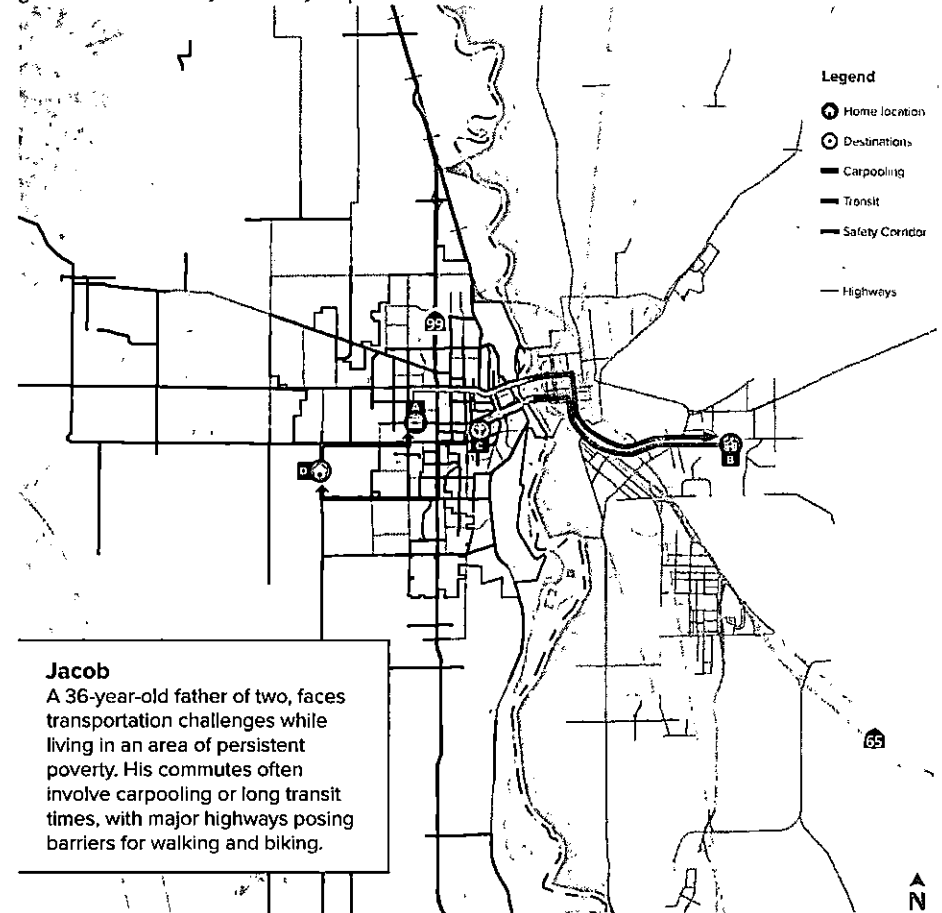 Legend
Home location
Destinations
Carpooling
Transit
Safety Corridor
Highways
99
A
C
B
D
65
Jacob
A 36-year-old father of two, faces
transportation challenges while
living in an area of persistent
poverty. His commutes often
involve carpooling or long transit
times, with major highways posing
barriers for walking and biking.
N